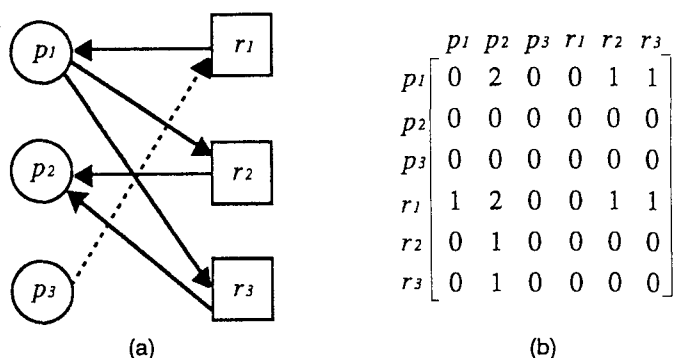 p1 r1
p2 r2
p3 r3
(a)
p1 p2 p3 r1 r2 r3
p1 0 2 0 0 1 1
p2 0 0 0 0 0 0
p3 0 0 0 0 0 0
r1 1 2 0 0 1 1
r2 0 1 0 0 0 0
r3 0 1 0 0 0 0
(b)